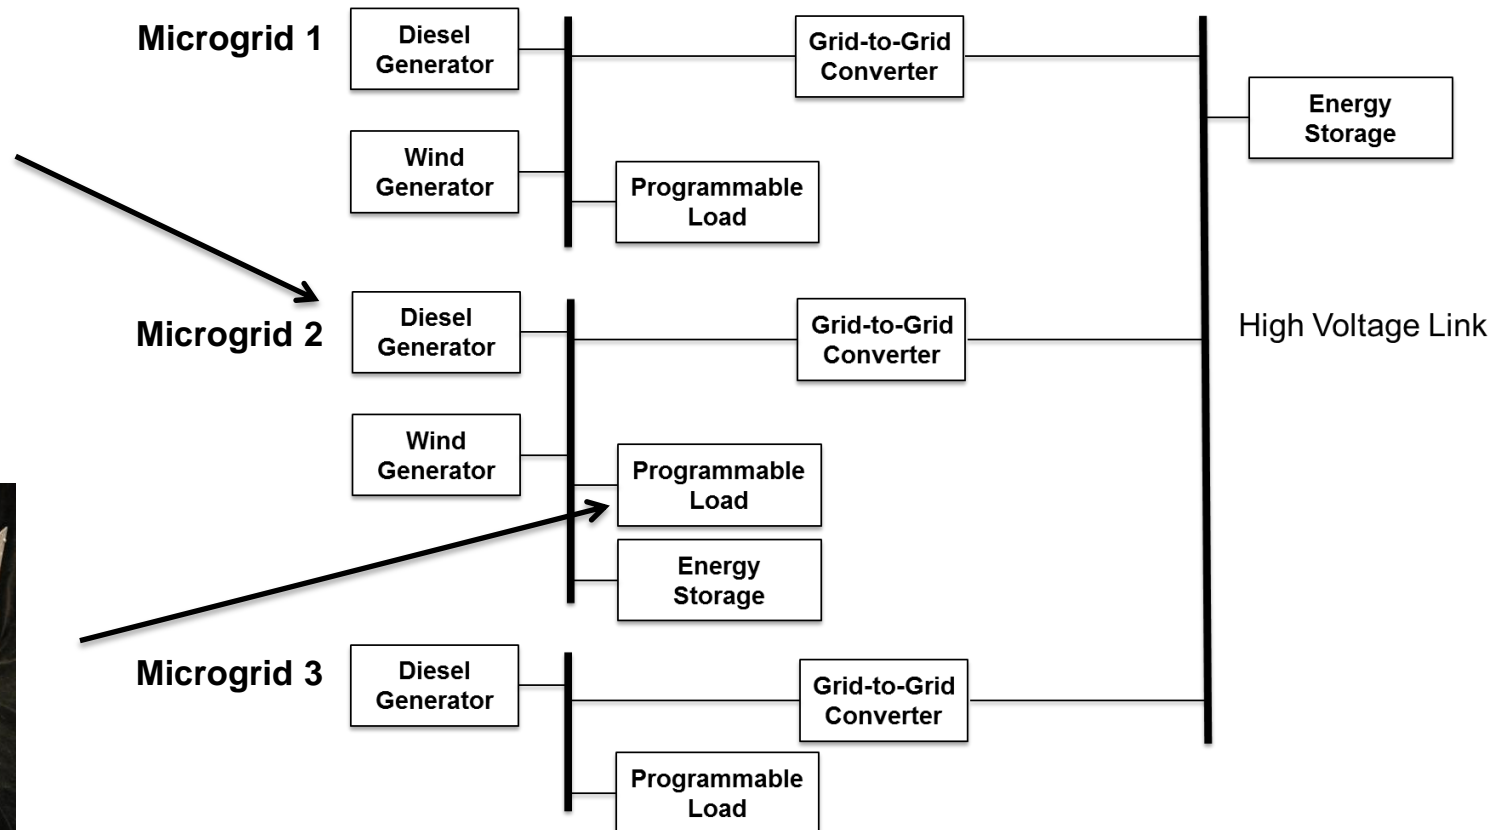 Microgrid 1
Diesel
Generator
Grid-to-Grid
Converter
Energy
Storage
Wind
Generator
Programmable
Load
Microgrid 2
Diesel
Generator
Grid-to-Grid
Converter
High Voltage Link
Wind
Generator
Programmable
Load
Energy
Storage
Microgrid 3
Diesel
Generator
Grid-to-Grid
Converter
Programmable
Load